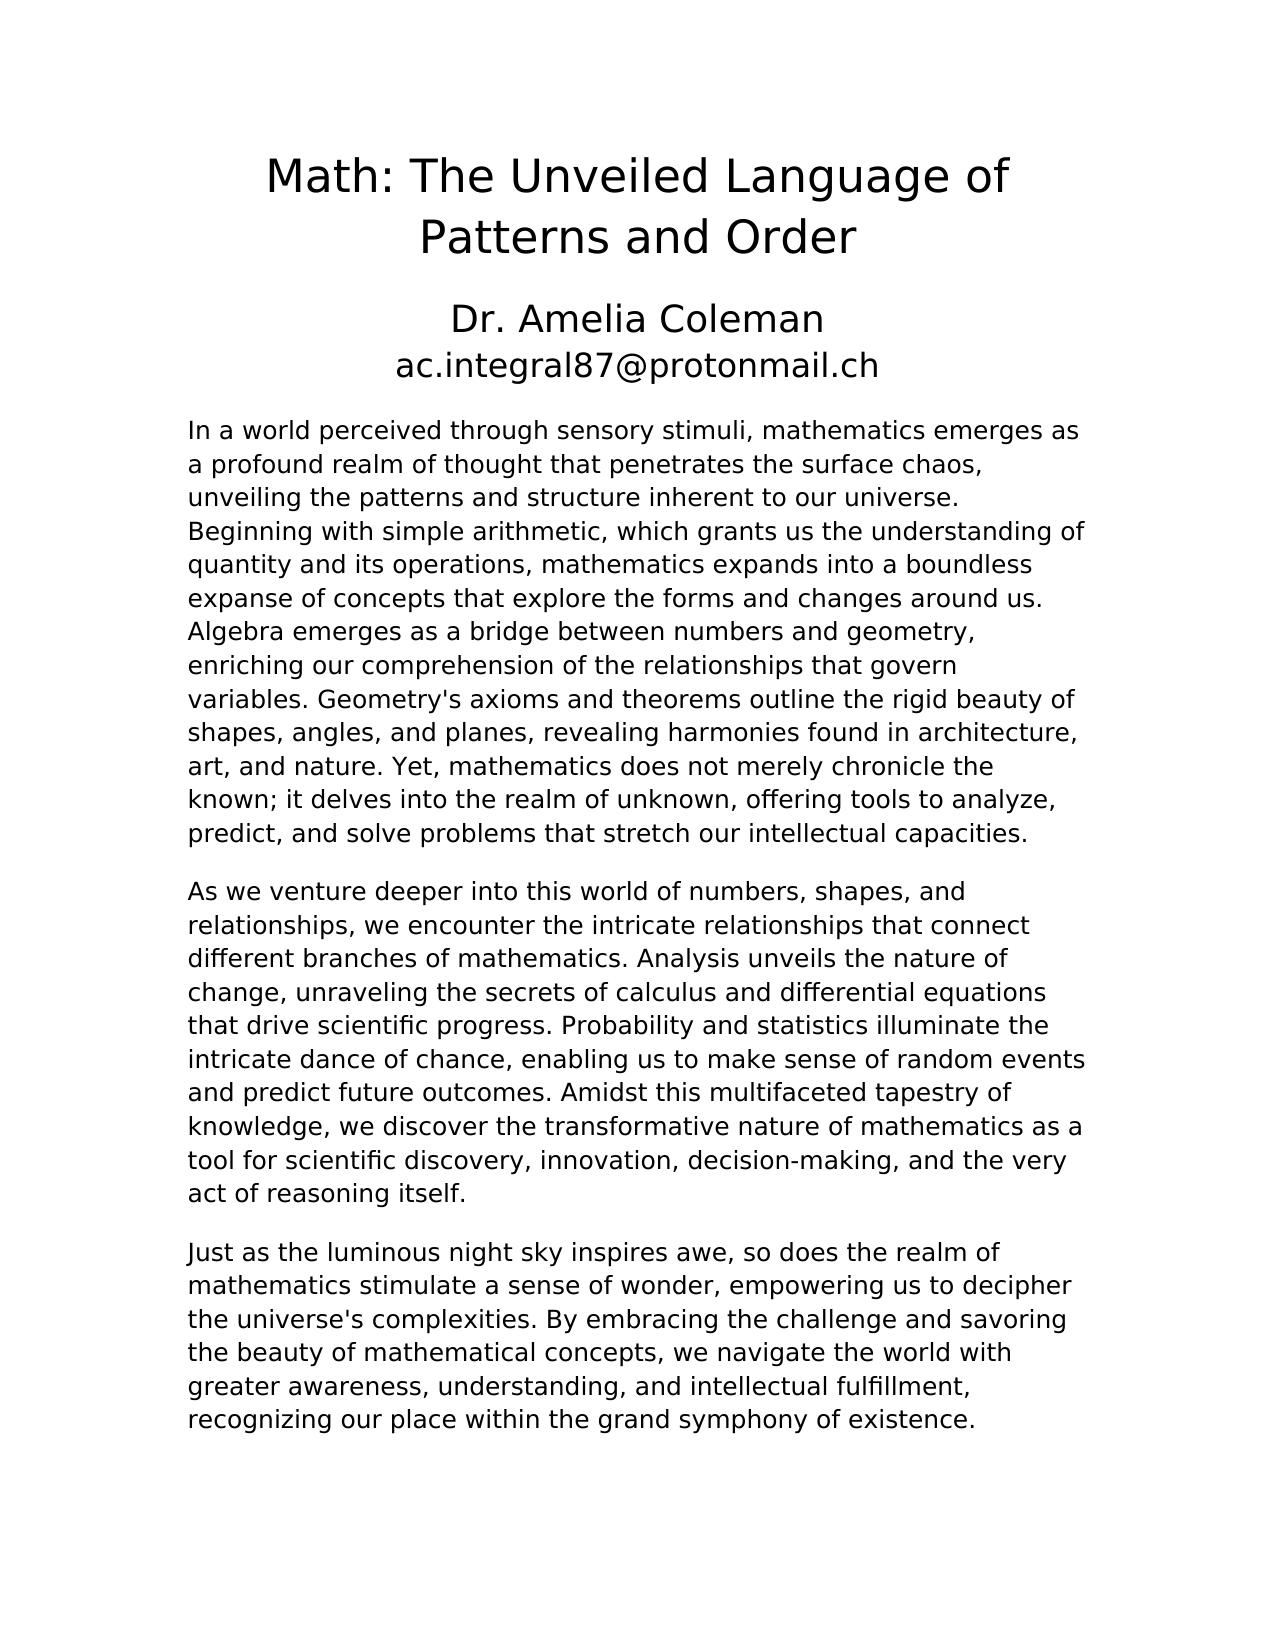 Math: The Unveiled Language of
Patterns and Order
Dr. Amelia Coleman
ac.integral87@protonmail.ch
In a world perceived through sensory stimuli, mathematics emerges as
a profound realm of thought that penetrates the surface chaos,
unveiling the patterns and structure inherent to our universe.
Beginning with simple arithmetic, which grants us the understanding of
quantity and its operations, mathematics expands into a boundless
expanse of concepts that explore the forms and changes around us.
Algebra emerges as a bridge between numbers and geometry,
enriching our comprehension of the relationships that govern
variables. Geometry's axioms and theorems outline the rigid beauty of
shapes, angles, and planes, revealing harmonies found in architecture,
art, and nature. Yet, mathematics does not merely chronicle the
known; it delves into the realm of unknown, offering tools to analyze,
predict, and solve problems that stretch our intellectual capacities.
As we venture deeper into this world of numbers, shapes, and
relationships, we encounter the intricate relationships that connect
different branches of mathematics. Analysis unveils the nature of
change, unraveling the secrets of calculus and differential equations
that drive scientific progress. Probability and statistics illuminate the
intricate dance of chance, enabling us to make sense of random events
and predict future outcomes. Amidst this multifaceted tapestry of
knowledge, we discover the transformative nature of mathematics as a
tool for scientific discovery, innovation, decision-making, and the very
act of reasoning itself.
Just as the luminous night sky inspires awe, so does the realm of
mathematics stimulate a sense of wonder, empowering us to decipher
the universe's complexities. By embracing the challenge and savoring
the beauty of mathematical concepts, we navigate the world with
greater awareness, understanding, and intellectual fulfillment,
recognizing our place within the grand symphony of existence.